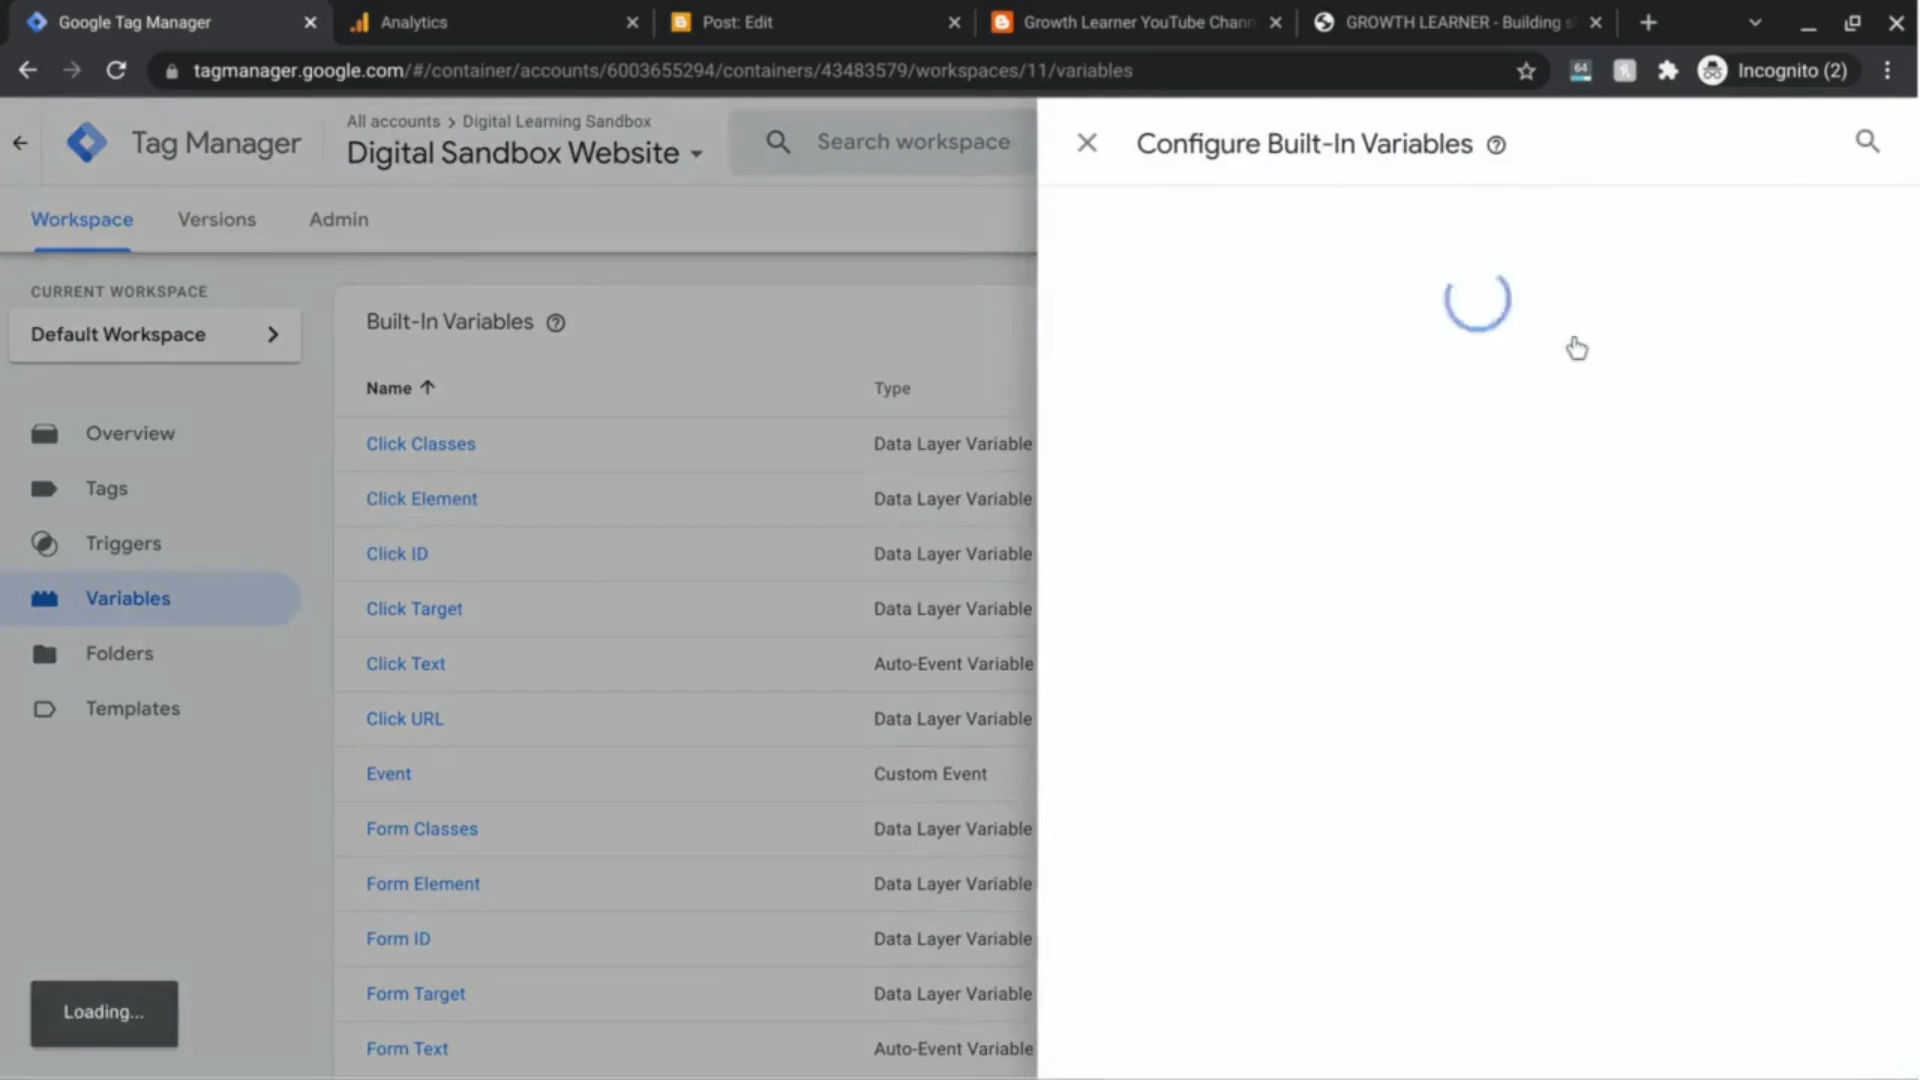 Google Tag Manager
Analytics
Post: Edit
Growth Learner YouTube Chann
GROWTH LEARNER - Building s
tagmanager.google.com/#/container/accounts/6003655294/containers/43483579/workspaces/11/variables
64
Incognito (2)
Tag Manager
All accounts > Digital Learning Sandbox
Digital Sandbox Website
Search workspace
Configure Built-In Variables
Workspace
Versions
Admin
CURRENT WORKSPACE
Default Workspace
Overview
Tags
Triggers
Variables
Folders
Templates
Built-In Variables
Name
Type
Click Classes
Data Layer Variable
Click Element
Data Layer Variable
Click ID
Data Layer Variable
Click Target
Data Layer Variable
Click Text
Auto-Event Variable
Click URL
Data Layer Variable
Event
Custom Event
Form Classes
Data Layer Variable
Form Element
Data Layer Variable
Form ID
Data Layer Variable
Form Target
Data Layer Variable
Form Text
Auto-Event Variable
Loading...